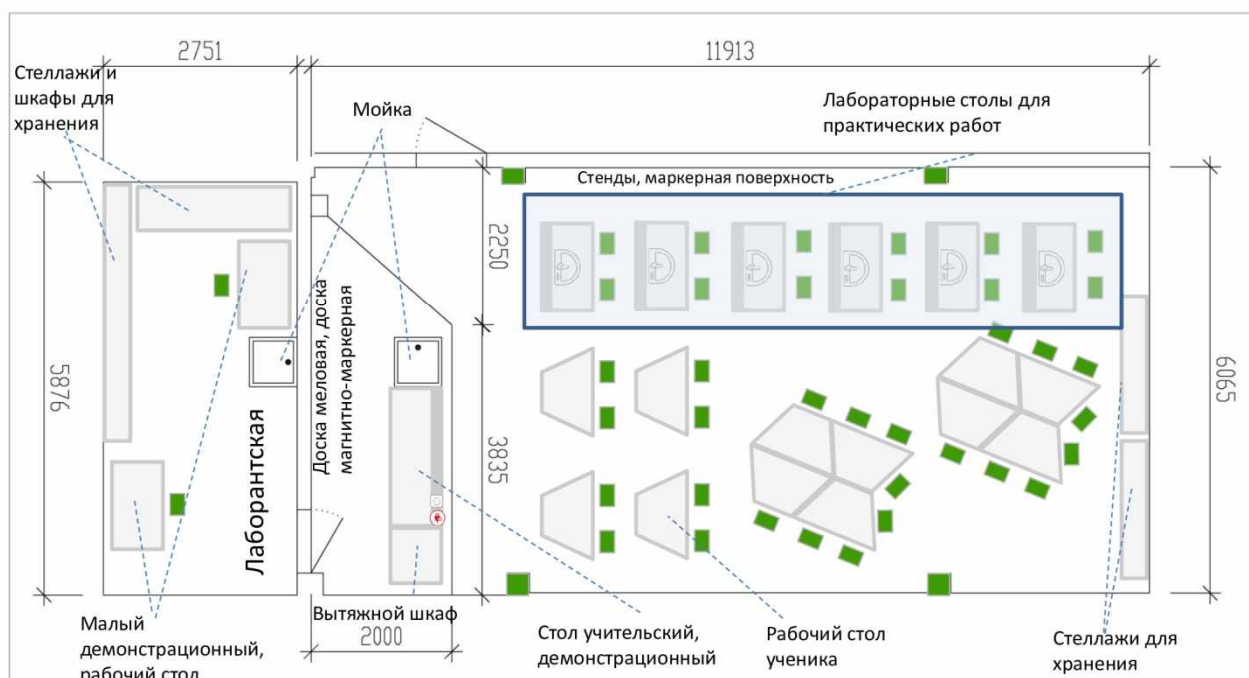 2751
11913
Стеллажи и
шкафы для
хранения
Мойка
Лабораторные столы для
практических работ
Стенды, маркерная поверхность
2250
Доска меловая, доска
магнитно-маркерная
5876
6065
3835
Лаборантская
Вытяжной шкаф
2000
Малый
демонстрационный,
рабочий стол
Стол учительский,
демонстрационный
Рабочий стол
ученика
Стеллажи для
хранения